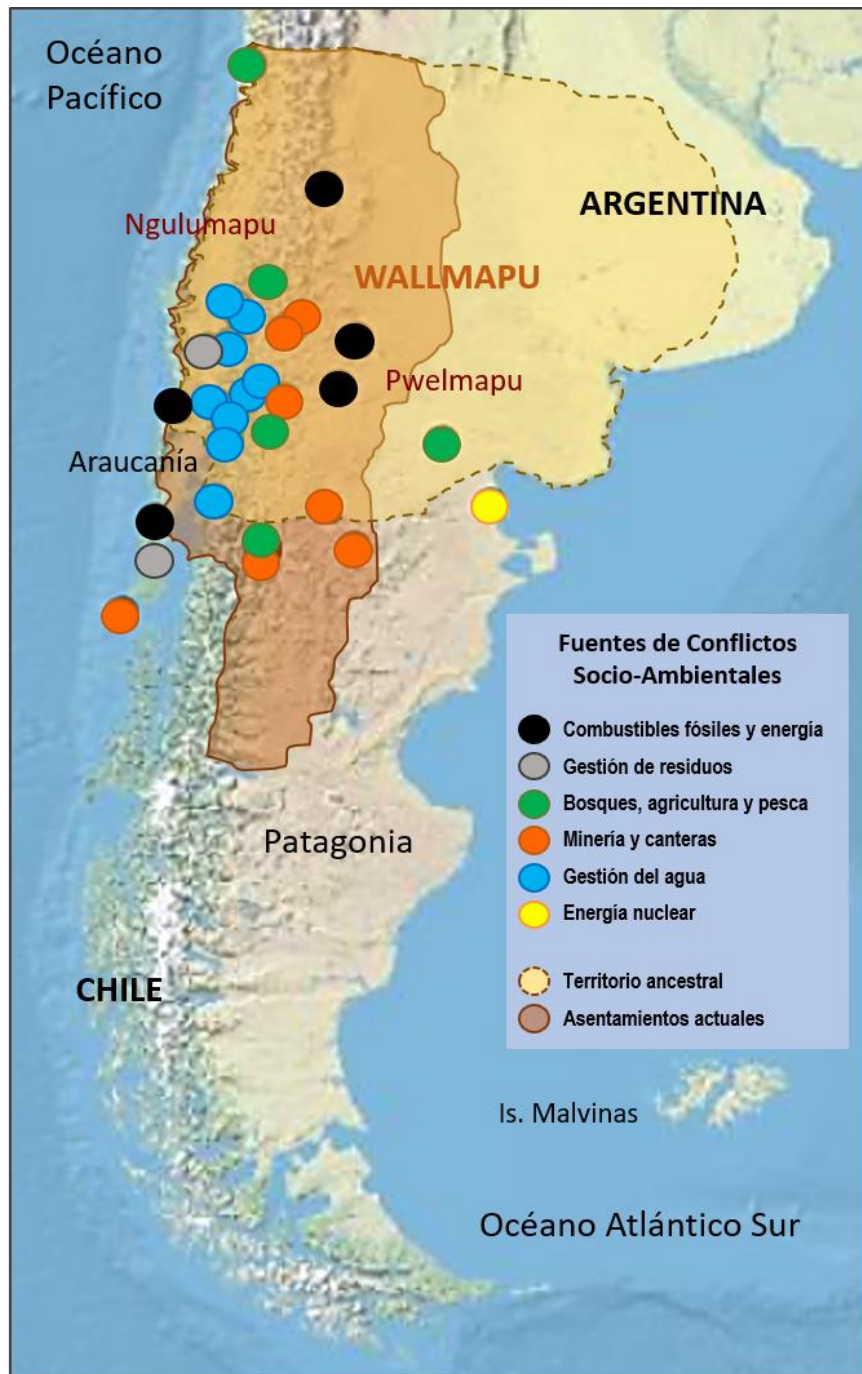 Océano
Pacífico
Ngulumapu
ARGENTINA
WALLMAPU
Pwelmapu
Araucanía
Fuentes de Conflictos
Socio-Ambientales
Combustibles fósiles y energía
Gestión de residuos
Bosques, agricultura y pesca
Minería y canteras
Gestión del agua
Energía nuclear
Territorio ancestral
Asentamientos actuales
Patagonia
CHILE
Is. Malvinas
Océano Atlántico Sur